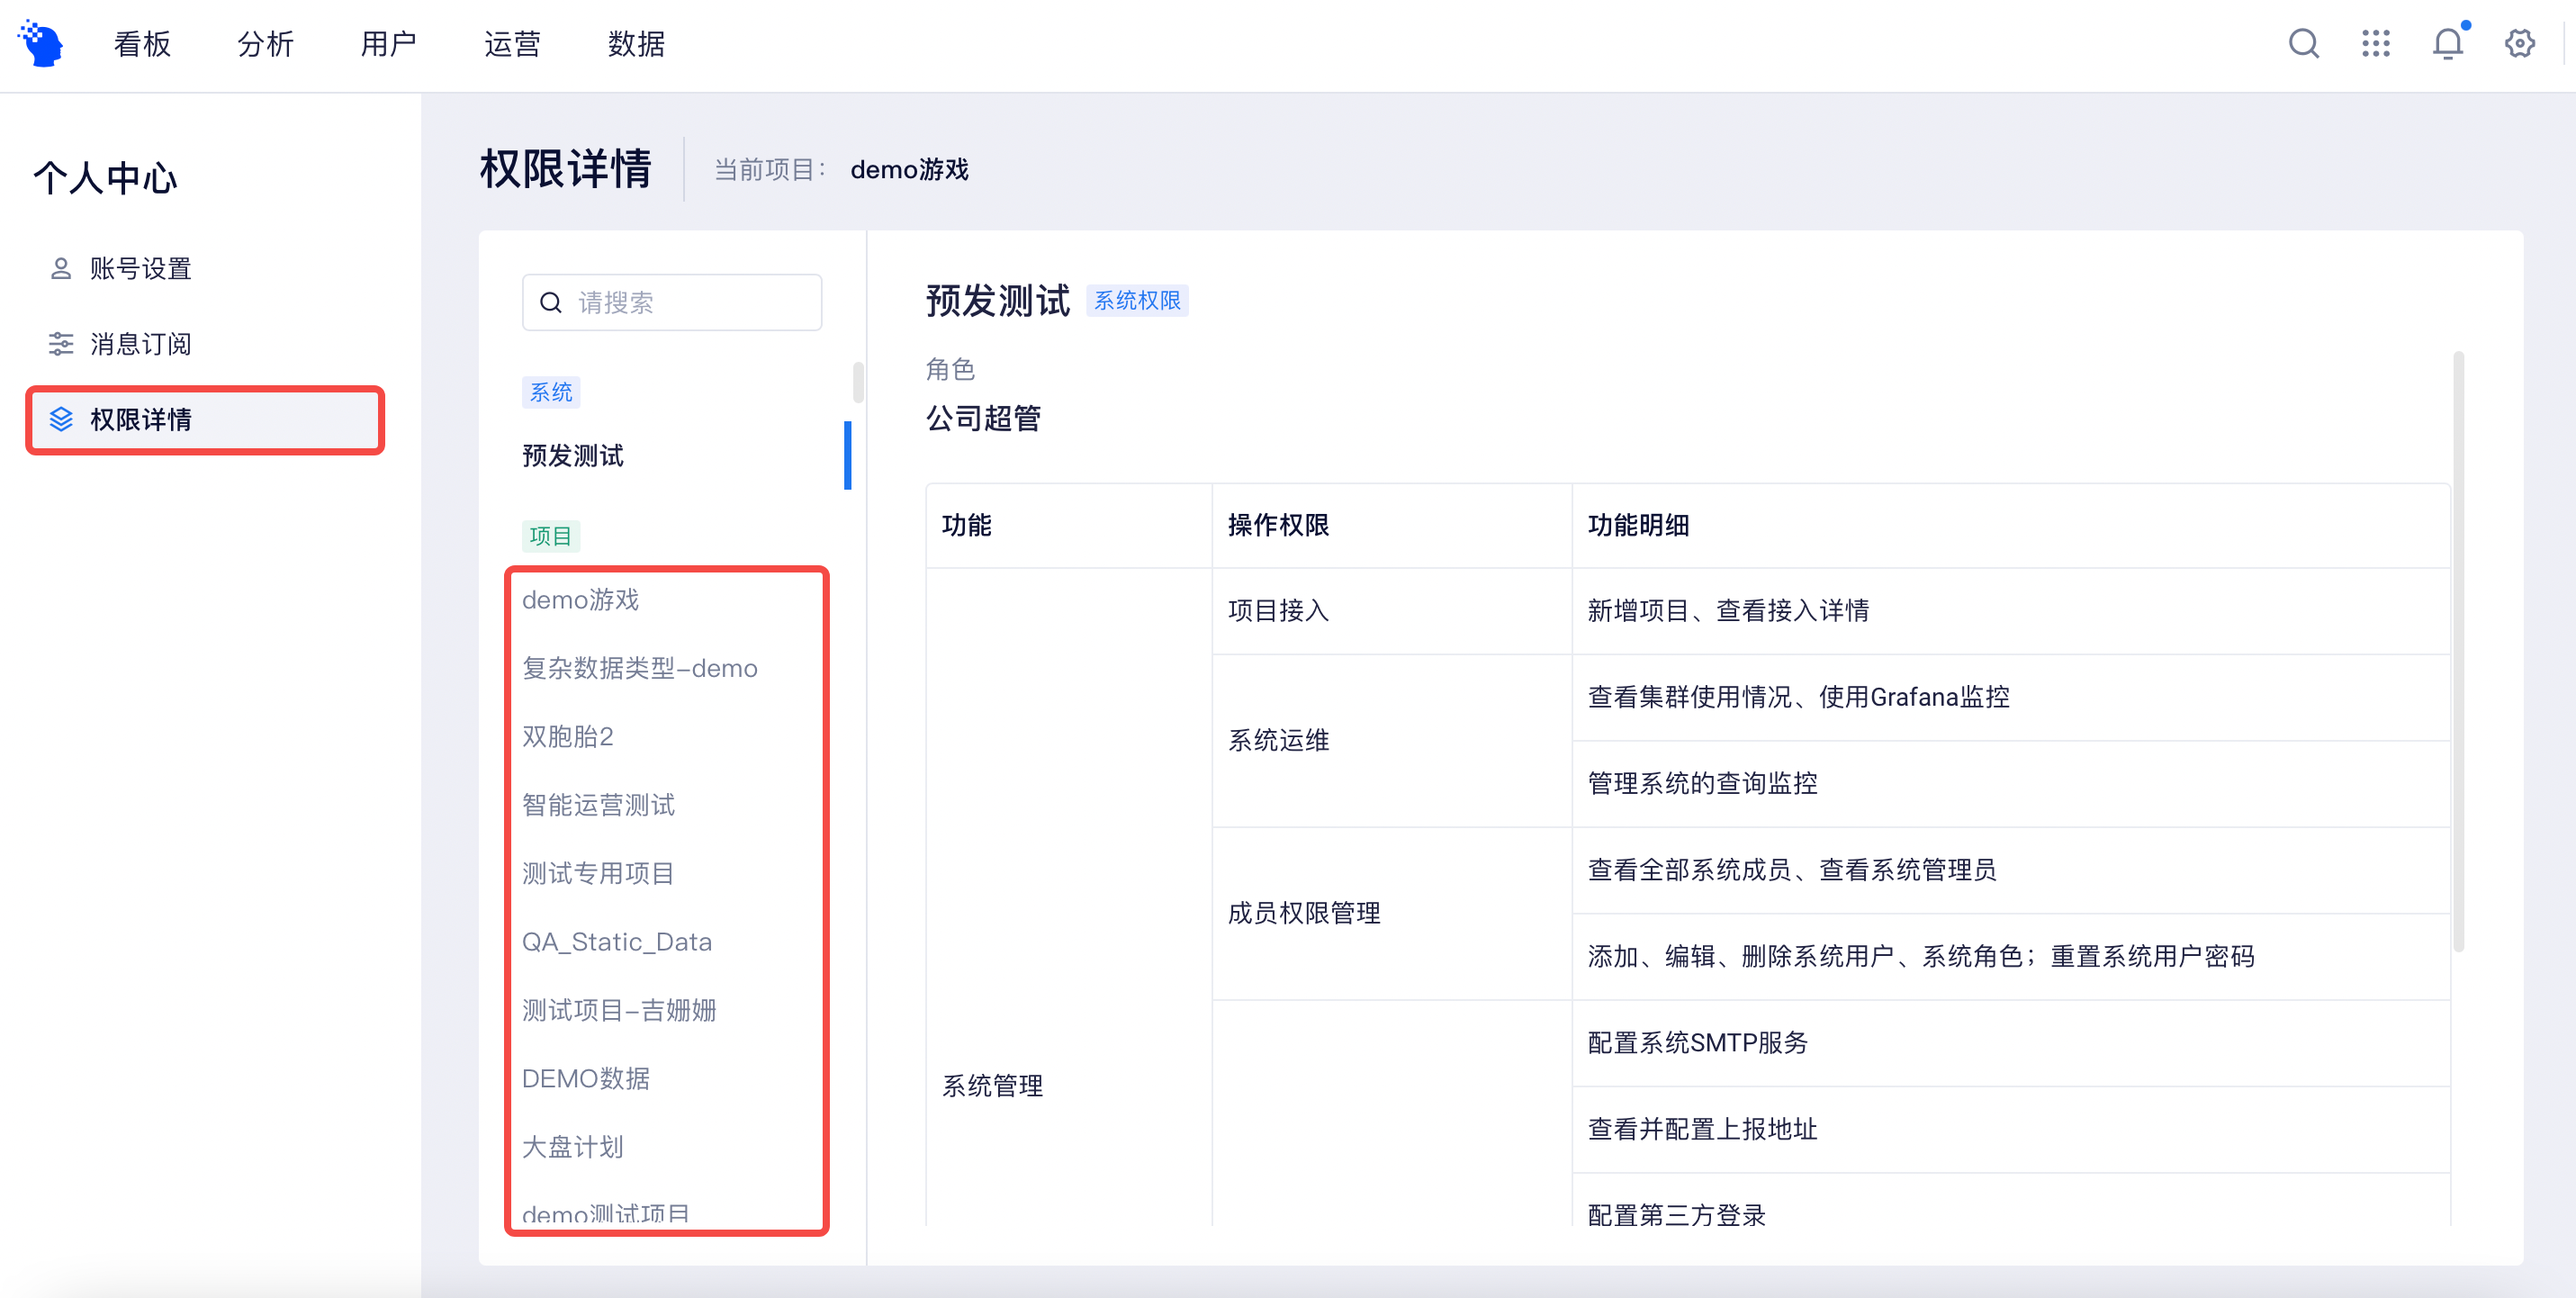 看板 分析 用户 运营 数据
个人中心
账号设置
消息订阅
权限详情
权限详情 当前项目： demo游戏
请搜索
系统
预发测试
项目
demo游戏
复杂数据类型-demo
双胞胎2
智能运营测试
测试专用项目
QA_Static_Data
测试项目-吉姗姗
DEMO数据
大盘计划
demo测试项目
预发测试 系统权限
角色
公司超管
功能 操作权限 功能明细
系统管理
项目接入
新增项目、查看接入详情
系统运维
查看集群使用情况、使用Grafana监控
管理系统的查询监控
成员权限管理
查看全部系统成员、查看系统管理员
添加、编辑、删除系统用户、系统角色；重置系统用户密码
配置系统SMTP服务
查看并配置上报地址
配置第三方登录